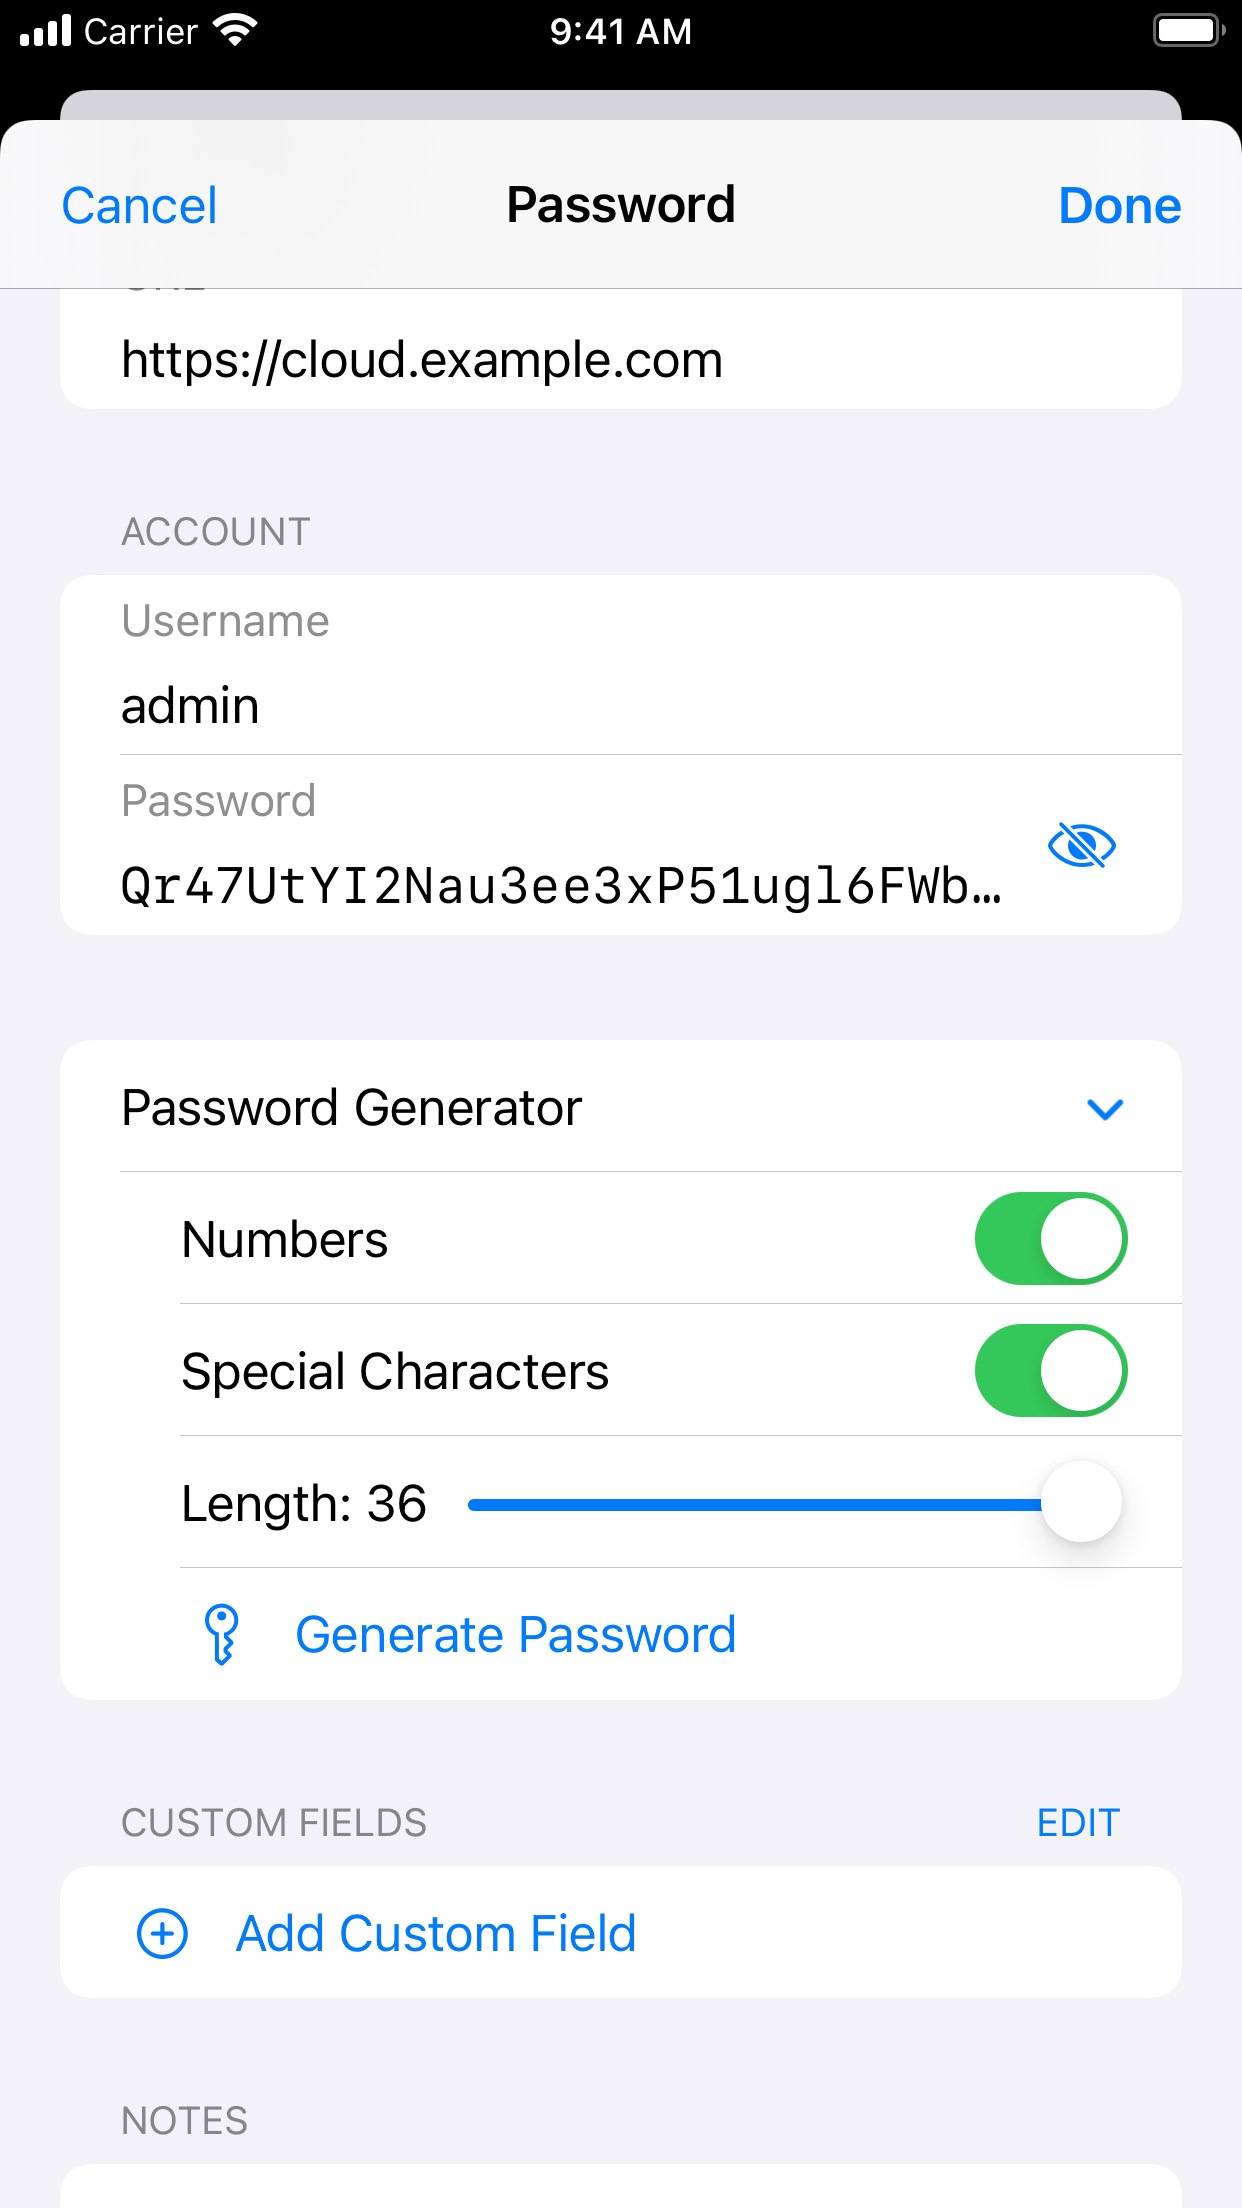 Carrier
9:41 AM
Cancel
Password
Done
https://cloud.example.com
ACCOUNT
Username
admin
Password
Qr47UtYI2Nau3ee3xP51ugl6FWb…
Password Generator
Numbers
Special Characters
Length: 36
Generate Password
CUSTOM FIELDS
EDIT
Add Custom Field
NOTES